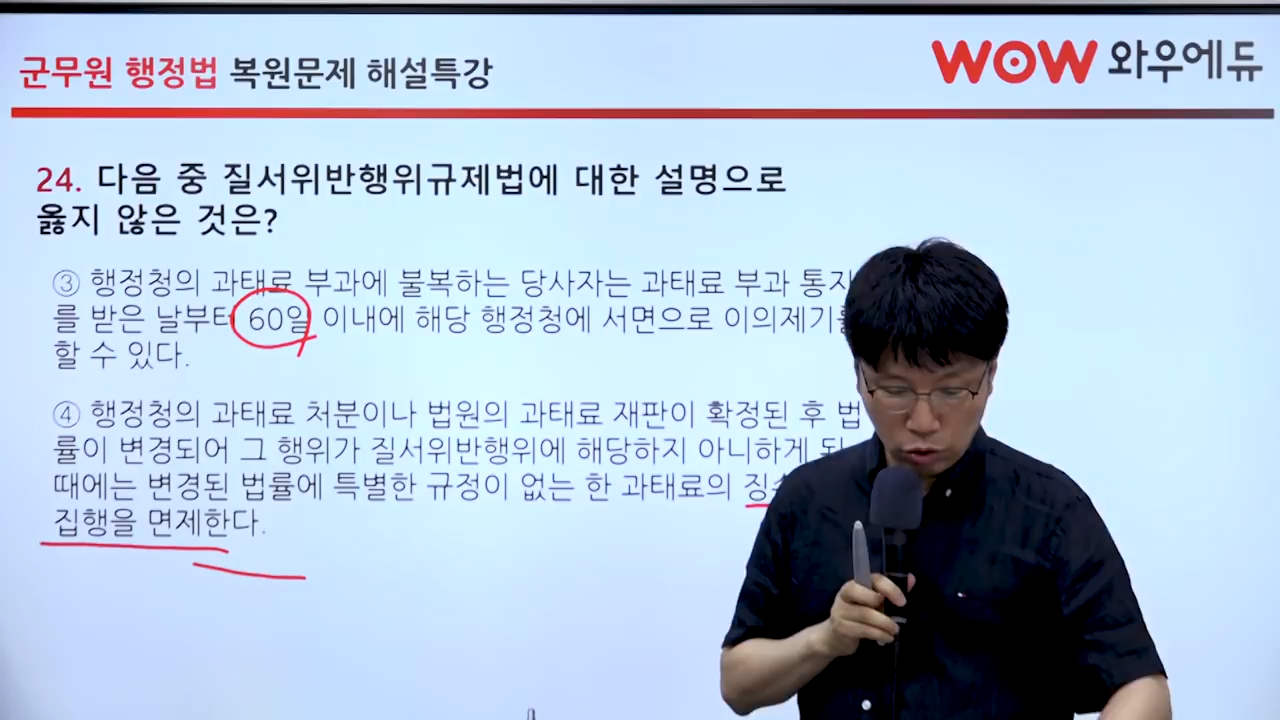 군무원 행정법 복원문제 해설특강
WOW 와우에듀
24. 다음 중 질서위반행위규제법에 대한 설명으로
옳지 않은 것은?
③ 행정청의 과태료 부과에 불복하는 당사자는 과태료 부과 통지
를 받은 날부터 60일 이내에 해당 행정청에 서면으로 이의제기를
할 수 있다.
④ 행정청의 과태료 처분이나 법원의 과태료 재판이 확정된 후 법
률이 변경되어 그 행위가 질서위반행위에 해당하지 아니하게 된
때에는 변경된 법률에 특별한 규정이 없는 한 과태료의
집행을 면제한다.